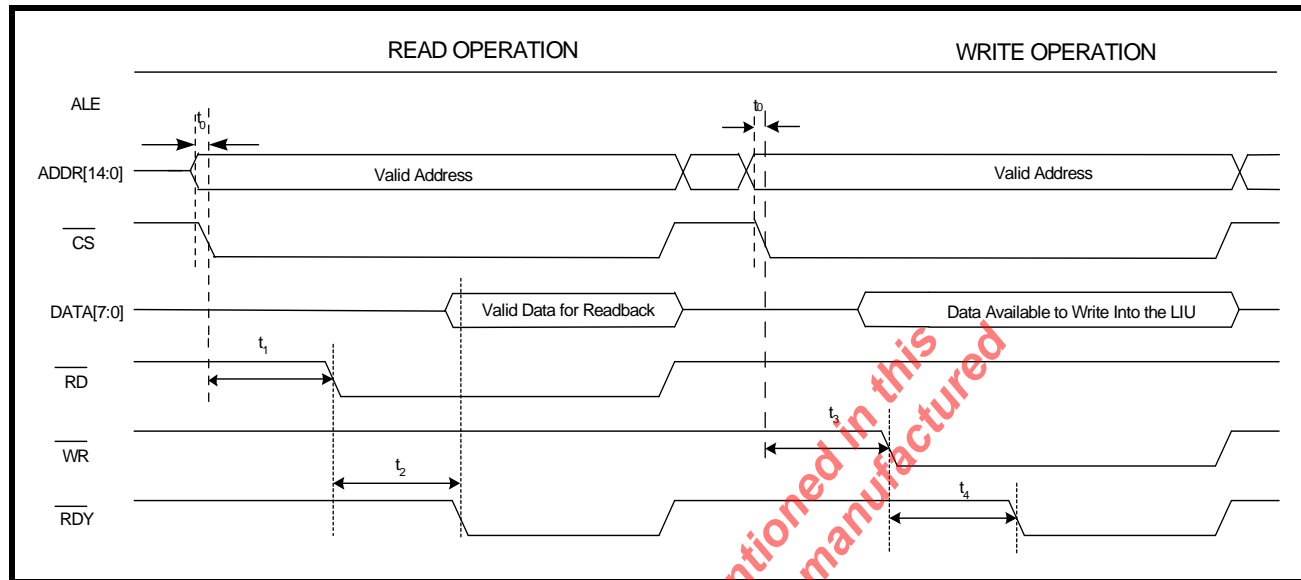 READ OPERATION
WRITE OPERATION
ALE
t0
t0
ADDR[14:0]
Valid Address
Valid Address
CS
DATA[7:0]
Valid Data for Readback
Data Available to Write Into the LIU
t1
RD
t3
WR
t2
t4
RDY
ntioned in this
manufactured